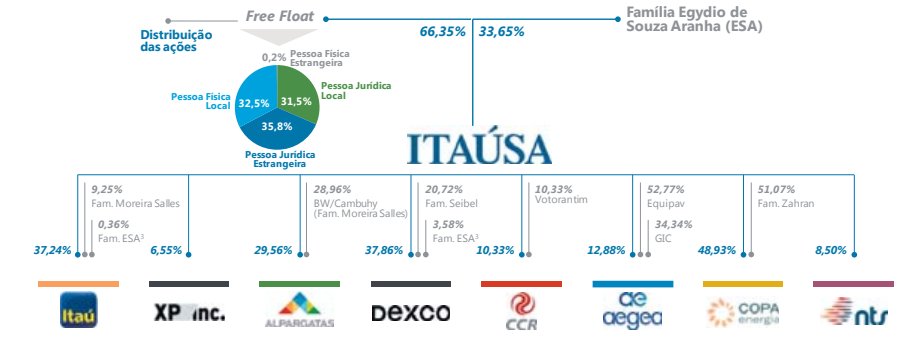 Free Float
Família Egydio de
Souza Aranha (ESA)
66,35%
33,65%
Distribuição
das ações
0,2%
Pessoa Física
Estrangeira
Pessoa Física
Local
32,5%
31,5%
Pessoa Jurídica
Local
35,8%
Pessoa Jurídica
Estrangeira
ITAÚSA
9,25%
Fam. Moreira Salles
0,36%
Fam. ESA³
37,24%
6,55%
28,96%
BW/Cambuhy
(Fam. Moreira Salles)
29,56%
20,72%
Fam. Seibel
3,58%
Fam. ESA³
37,86%
10,33%
Votorantim
10,33%
52,77%
Equipav
34,34%
GIC
12,88%
51,07%
Fam. Zahran
48,93%
8,50%
Itaú
XP inc.
ALPARGATAS
DEXCO
CCR
ae
aegea
COPA
energia
nts